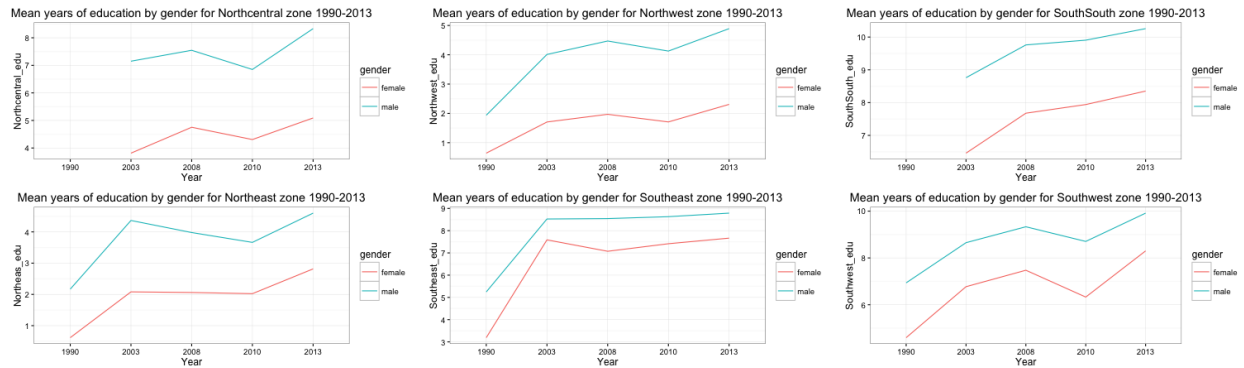 Mean years of education by gender for Northcentral zone 1990-2013
Northcentral_edu
8
7
6
5
4
1990 2003 2008 2010 2013
Year
gender
female
male
Mean years of education by gender for Northwest zone 1990-2013
Northwest_edu
5
4
3
2
1
1990 2003 2008 2010 2013
Year
gender
female
male
Mean years of education by gender for SouthSouth zone 1990-2013
SouthSouth_edu
10
9
8
7
1990 2003 2008 2010 2013
Year
gender
female
male
Mean years of education by gender for Northeast zone 1990-2013
Northeas_edu
4
3
2
1
1990 2003 2008 2010 2013
Year
gender
female
male
Mean years of education by gender for Southeast zone 1990-2013
Southeast_edu
9
8
7
6
5
4
3
1990 2003 2008 2010 2013
Year
gender
female
male
Mean years of education by gender for Southwest zone 1990-2013
Southwest_edu
10
8
6
1990 2003 2008 2010 2013
Year
gender
female
male